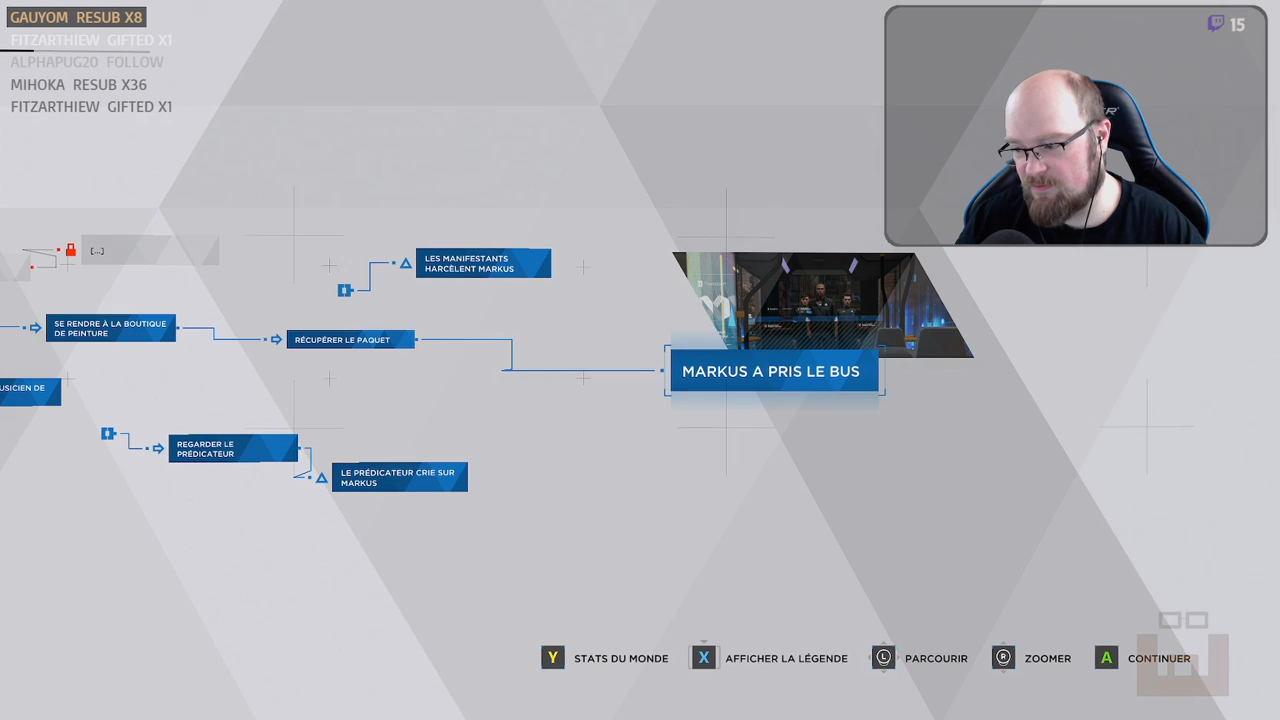 GAUYOM RESUB X8
FITZARTHIEW GIFTED X1
ALPHAPUG20 FOLLOW
MIHOKA RESUB X36
FITZARTHIEW GIFTED X1
15
[...]
LES MANIFESTANTS
HARCÈLENT MARKUS
SE RENDRE À LA BOUTIQUE
DE PEINTURE
RÉCUPÉRER LE PAQUET
MARKUS A PRIS LE BUS
USICIEN DE
REGARDER LE
PRÉDICATEUR
LE PRÉDICATEUR CRIE SUR
MARKUS
Y STATS DU MONDE
X AFFICHER LA LÉGENDE
L PARCOURIR
R ZOOMER
A CONTINUER